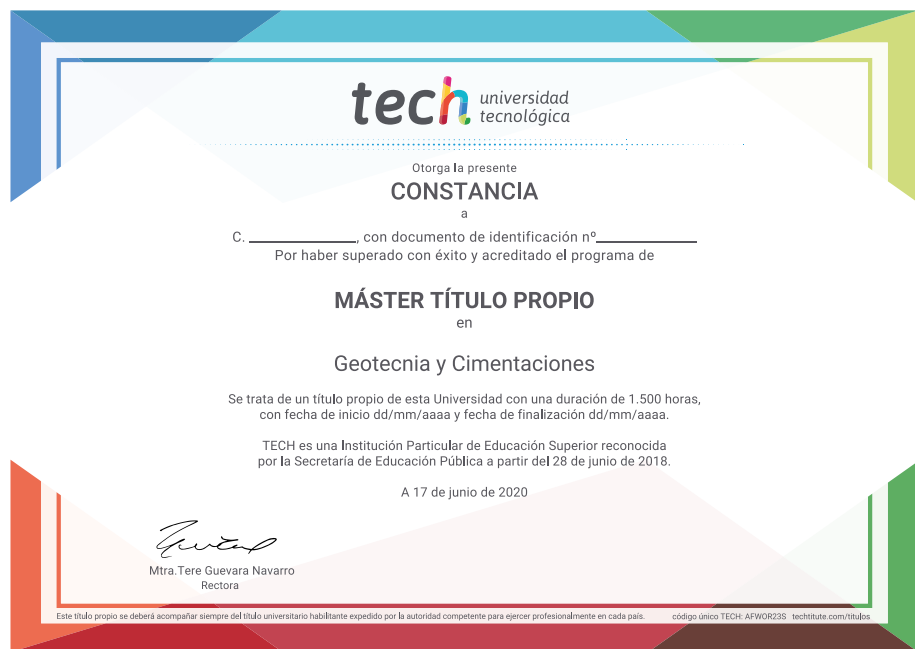 tech universidad
tecnológica
Otorga la presente
CONSTANCIA
a
C. ____________, con documento de identificación nº____________
Por haber superado con éxito y acreditado el programa de
MÁSTER TÍTULO PROPIO
en
Geotecnia y Cimentaciones
Se trata de un título propio de esta Universidad con una duración de 1.500 horas,
con fecha de inicio dd/mm/aaaa y fecha de finalización dd/mm/aaaa.
TECH es una Institución Particular de Educación Superior reconocida
por la Secretaría de Educación Pública a partir del 28 de junio de 2018.
A 17 de junio de 2020
Mtra.Tere Guevara Navarro
Rectora
Este título propio se deberá acompañar siempre del título universitario habilitante expedido por la autoridad competente para ejercer profesionalmente en cada país. código único TECH: AFWOR23S techtitute.com/titulos